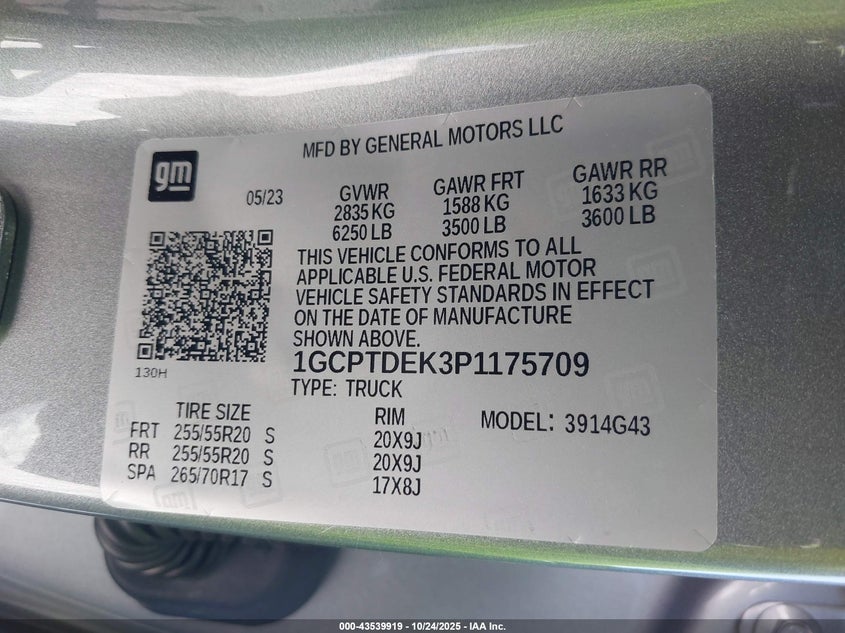 gm
MFD BY GENERAL MOTORS LLC
05/23
GVWR GAWR FRT GAWR RR
2835 KG 1588 KG 1633 KG
6250 LB 3500 LB 3600 LB
THIS VEHICLE CONFORMS TO ALL
APPLICABLE U.S. FEDERAL MOTOR
VEHICLE SAFETY STANDARDS IN EFFECT
ON THE DATE OF MANUFACTURE
SHOWN ABOVE.
1GCPTDEK3P1175709
130H
TYPE: TRUCK
TIRE SIZE RIM MODEL: 3914G43
FRT 255/55R20 S 20X9J
RR 255/55R20 S 20X9J
SPA 265/70R17 S 17X8J
000-43539919 - 10/24/2025 - IAA Inc.